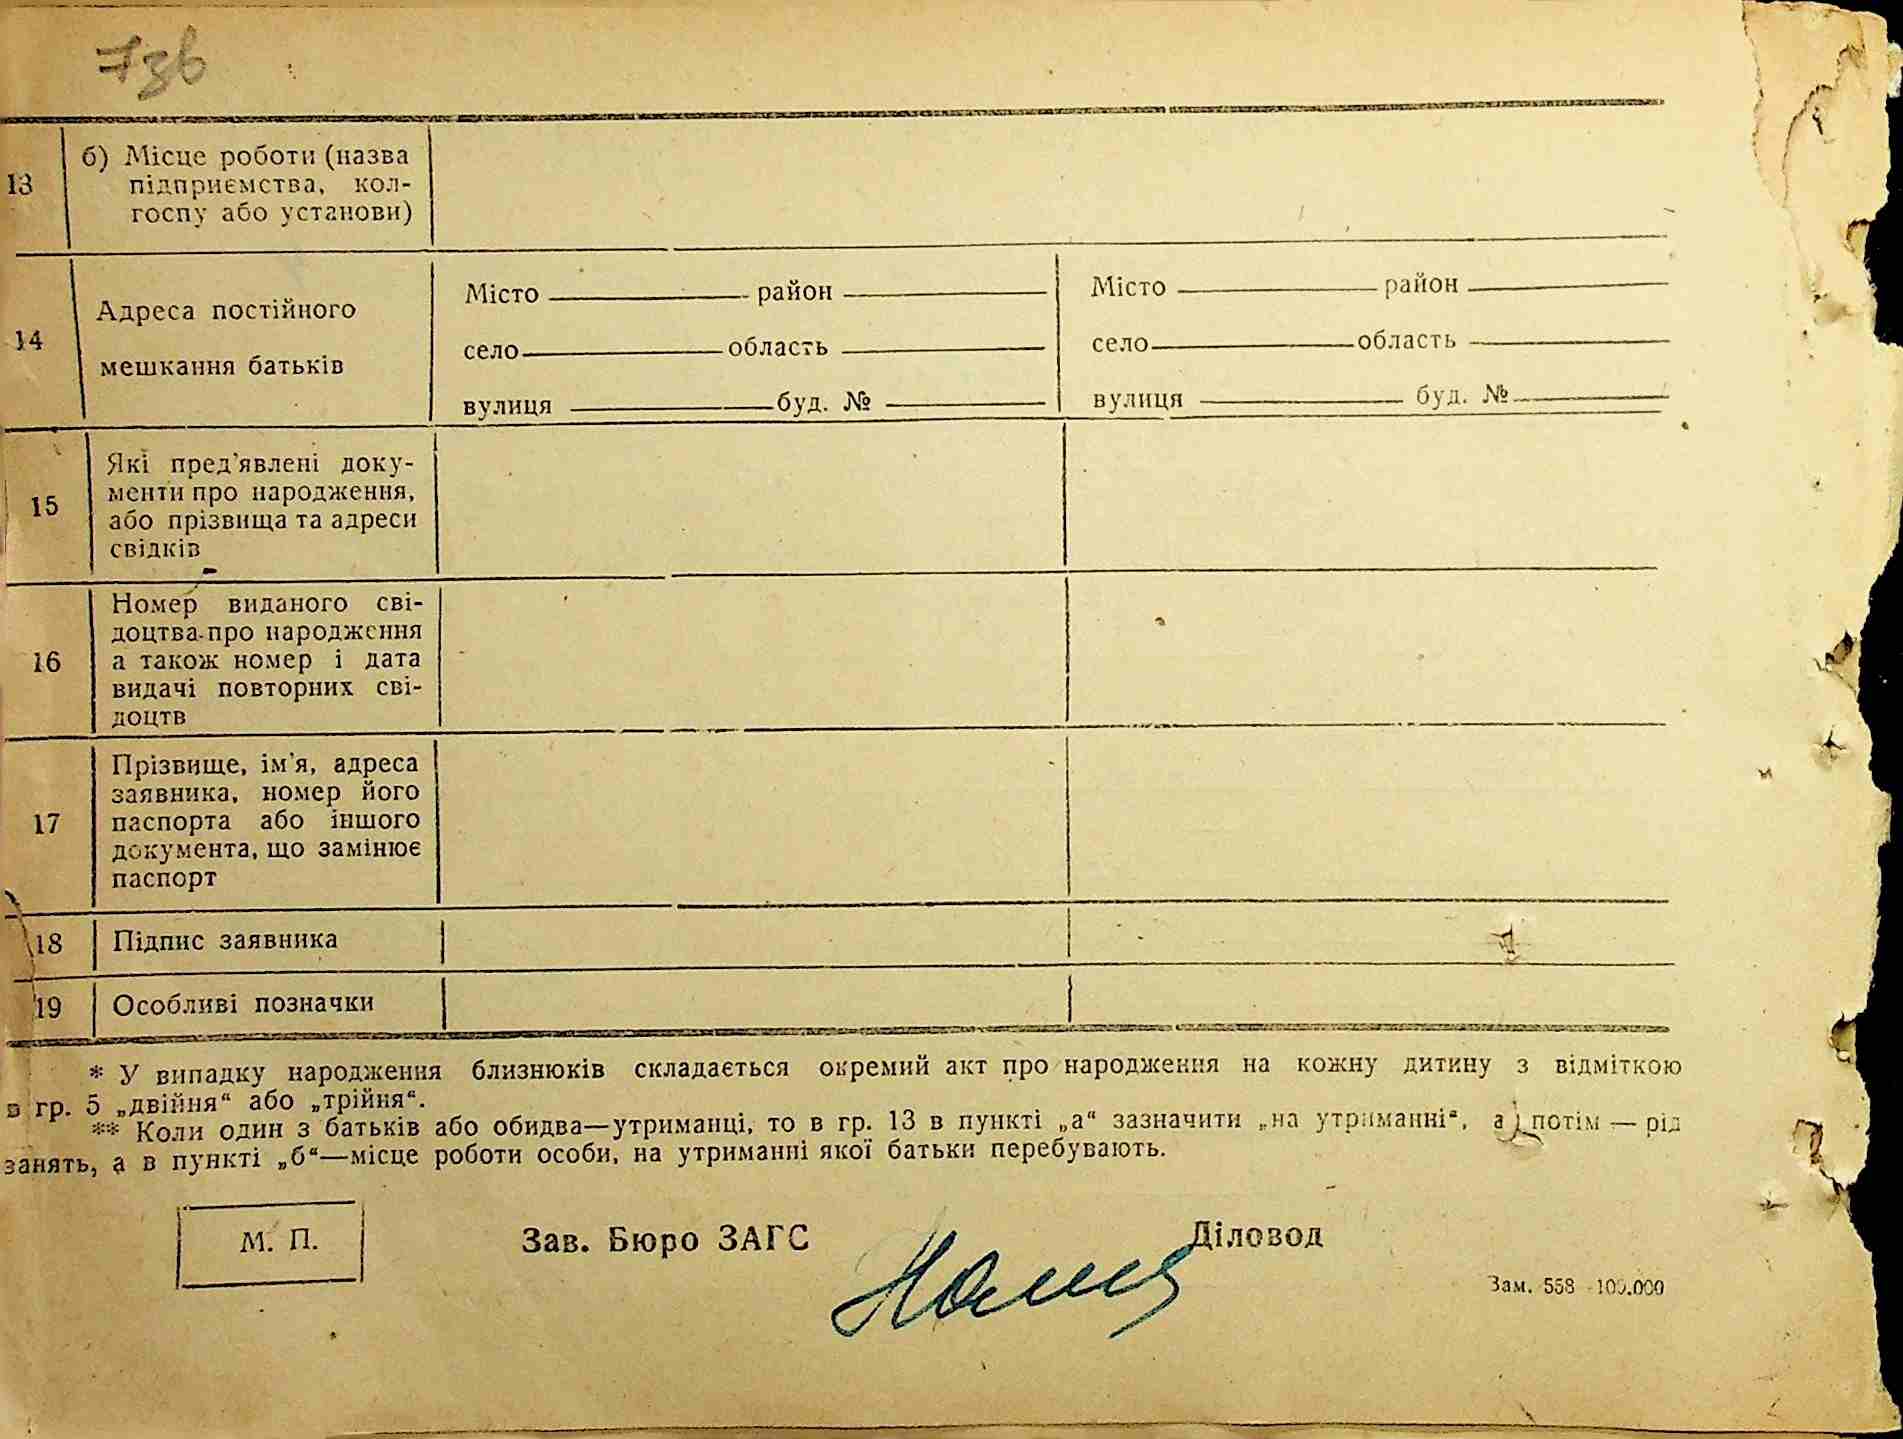 73б
13
б) Місце роботи (назва
підприємства, кол-
госпу або установи)
14
Адреса постійного
мешкання батьків
Місто ———— район ————
село ———— область ————
вулиця ———— буд. № ————
Місто ———— район ————
село ———— область ————
вулиця ———— буд. № ————
15
Які пред'явлені доку-
менти про народження,
або прізвища та адреси
свідків
16
Номер виданого сві-
доцтва про народження
а також номер і дата
видачі повторних сві-
доцтв
17
Прізвище, ім'я, адреса
заявника, номер його
паспорта або іншого
документа, що замінює
паспорт
18 Підпис заявника
19 Особливі позначки
* У випадку народження близнюків складається окремий акт про народження на кожну дитину з відміткою
в гр. 5 „двійня“ або „трійня“.
** Коли один з батьків або обидва—утриманці, то в гр. 13 в пункті „а“ зазначити „на утриманні“, а потім — рід
занять, а в пункті „б“—місце роботи особи, на утриманні якої батьки перебувають.
М. П.
Зав. Бюро ЗАГС
Діловод
Зам. 558 -100.000